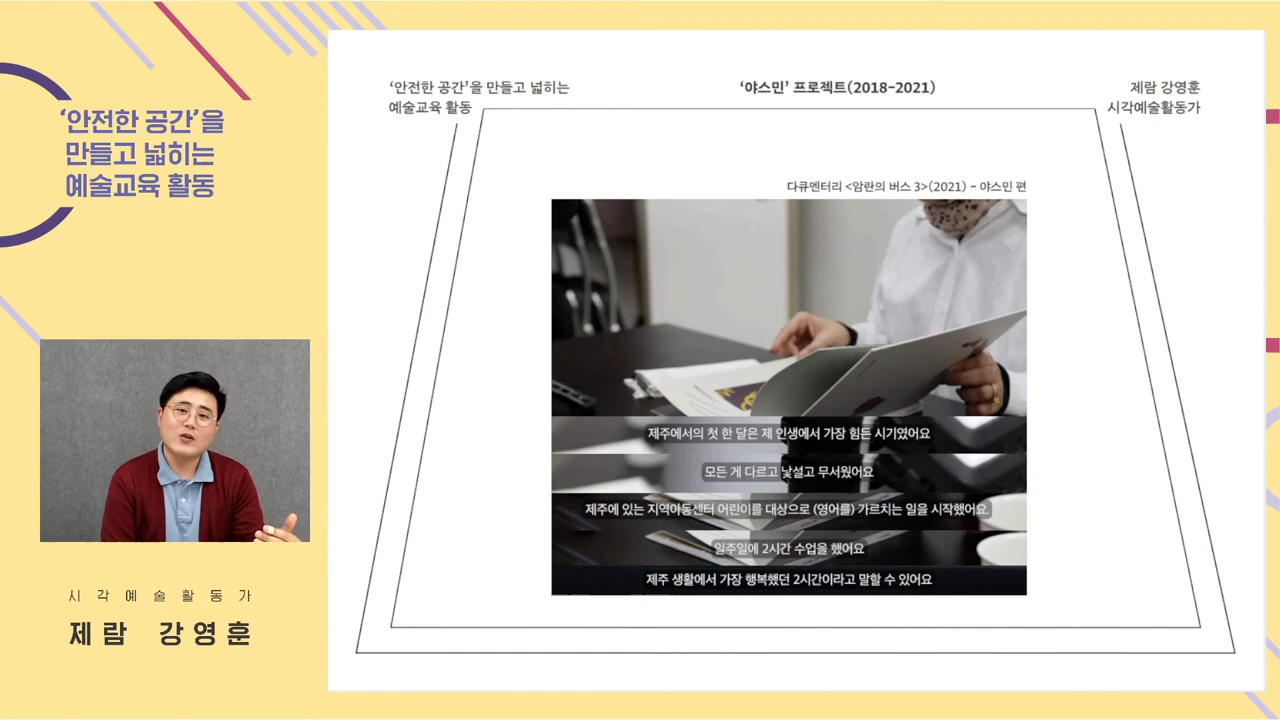 ‘안전한 공간’을
만들고 넓히는
예술교육 활동
시각예술활동가
제람 강영훈
‘안전한 공간’을 만들고 넓히는
예술교육 활동
‘야스민’ 프로젝트(2018-2021)
제람 강영훈
시각예술활동가
다큐멘터리 <암란의 버스 3>(2021) - 야스민 편
제주에서의 첫 한 달은 제 인생에서 가장 힘든 시기였어요
모든 게 다르고 낯설고 무서웠어요
제주에 있는 지역아동센터 어린이를 대상으로 (영어를) 가르치는 일을 시작했어요.
일주일에 2시간 수업을 했어요
제주 생활에서 가장 행복했던 2시간이라고 말할 수 있어요